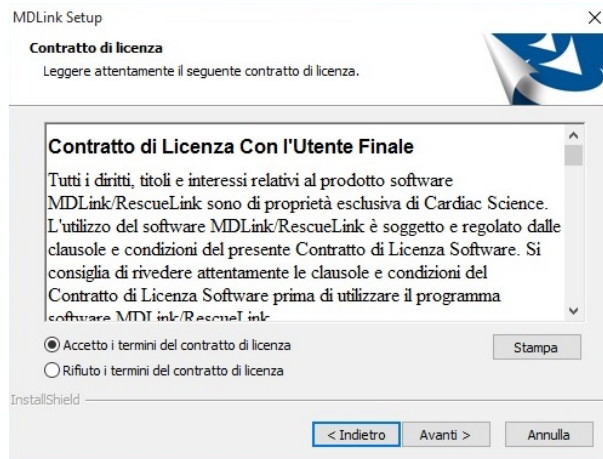 MDLink Setup
Contratto di licenza
Leggere attentamente il seguente contratto di licenza.
Contratto di Licenza Con l'Utente Finale
Tutti i diritti, titoli e interessi relativi al prodotto software
MDLink/RescueLink sono di proprietà esclusiva di Cardiac Science.
L'utilizzo del software MDLink/RescueLink è soggetto e regolato dalle
clausole e condizioni del presente Contratto di Licenza Software. Si
consiglia di rivedere attentamente le clausole e condizioni del
Contratto di Licenza Software prima di utilizzare il programma
software MDLink/RescueLink
Accetto i termini del contratto di licenza
Stampa
Rifiuto i termini del contratto di licenza
InstallShield
< Indietro Avanti > Annulla